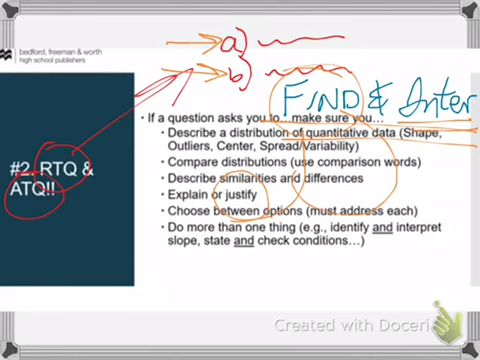 bedford, freeman & worth
high school publishers
a)
b)
FIND & Inter
#2. RTQ &
ATQ!!
• If a question asks you to…make sure you…
• Describe a distribution of quantitative data (Shape,
Outliers, Center, Spread/Variability)
• Compare distributions (use comparison words)
• Describe similarities and differences
• Explain or justify
• Choose between options (must address each)
• Do more than one thing (e.g., identify and interpret
slope, state and check conditions…)
Created with Doceri